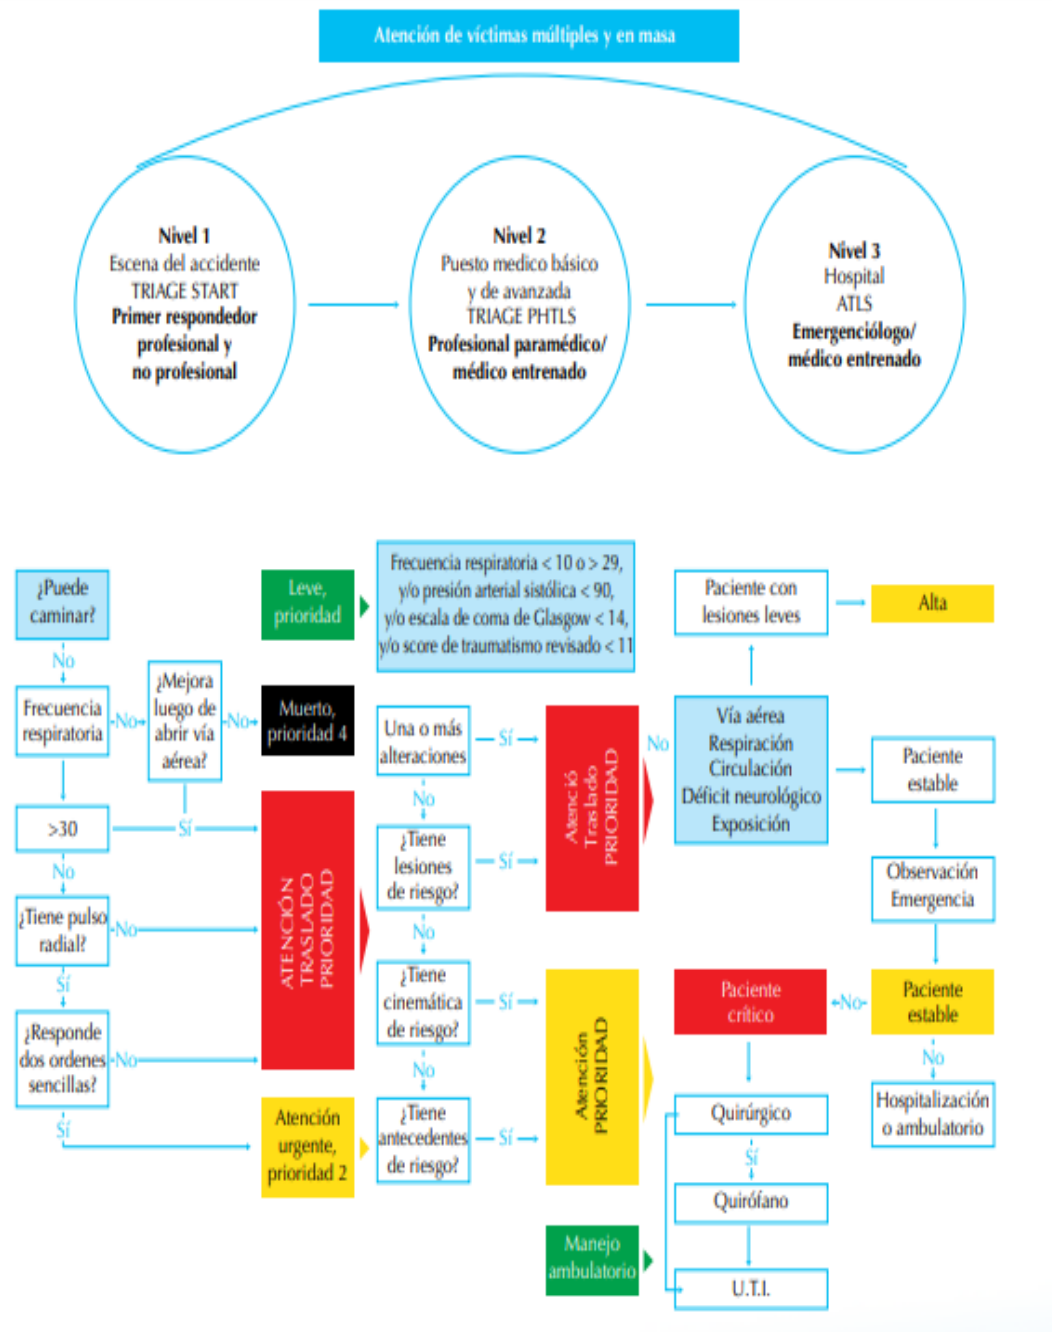 Atención de víctimas múltiples y en masa
Nivel 1
Escena del accidente
TRIAGE START
Primer respondedor
profesional y
no profesional
Nivel 2
Puesto medico básico
y de avanzada
TRIAGE PHTLS
Profesional paramédico/
médico entrenado
Nivel 3
Hospital
ATLS
Emergenciólogo/
médico entrenado
¿Puede
caminar?
No
Frecuencia
respiratoria
No
¿Mejora
luego de
abrir vía
aérea?
No
Sí
>30
No
¿Tiene pulso
radial?
No
Sí
¿Responde
dos ordenes
sencillas?
No
Sí
Leve,
prioridad
Muerto,
prioridad 4
ATENCIÓN
TRASLADO
PRIORIDAD
Atención
urgente,
prioridad 2
Frecuencia respiratoria < 10 o > 29,
y/o presión arterial sistólica < 90,
y/o escala de coma de Glasgow < 14,
y/o score de traumatismo revisado < 11
Una o más
alteraciones
Sí
No
¿Tiene
lesiones
de riesgo?
Sí
No
¿Tiene
cinemática
de riesgo?
Sí
No
¿Tiene
antecedentes
de riesgo?
Sí
Atenció
Traslado
PRIORIDAD
Atención
PRIORIDAD
Manejo
ambulatorio
No
Paciente con
lesiones leves
Alta
Vía aérea
Respiración
Circulación
Déficit neurológico
Exposición
Paciente
estable
Observación
Emergencia
Paciente
estable
No
Paciente
crítico
No
Hospitalización
o ambulatorio
Quirúrgico
Sí
Quirófano
U.T.I.